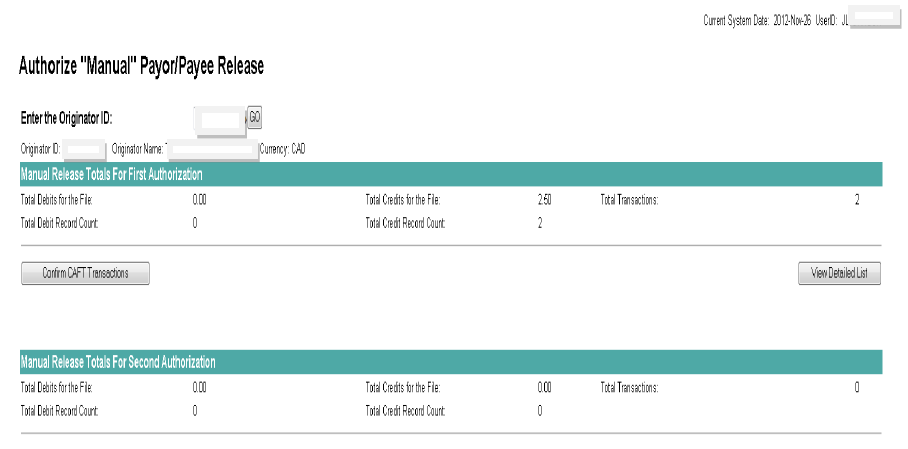 Current System Date: 2012-Nov-26 UserID: JL
Authorize "Manual" Payor/Payee Release
Enter the Originator ID: GO
Originator ID: Originator Name: Currency: CAD
Manual Release Totals For First Authorization
Total Debits for the File: 0.00 Total Credits for the File: 2.50 Total Transactions: 2
Total Debit Record Count: 0 Total Credit Record Count: 2
Confirm CAFT Transactions View Detailed List
Manual Release Totals For Second Authorization
Total Debits for the File: 0.00 Total Credits for the File: 0.00 Total Transactions: 0
Total Debit Record Count: 0 Total Credit Record Count: 0